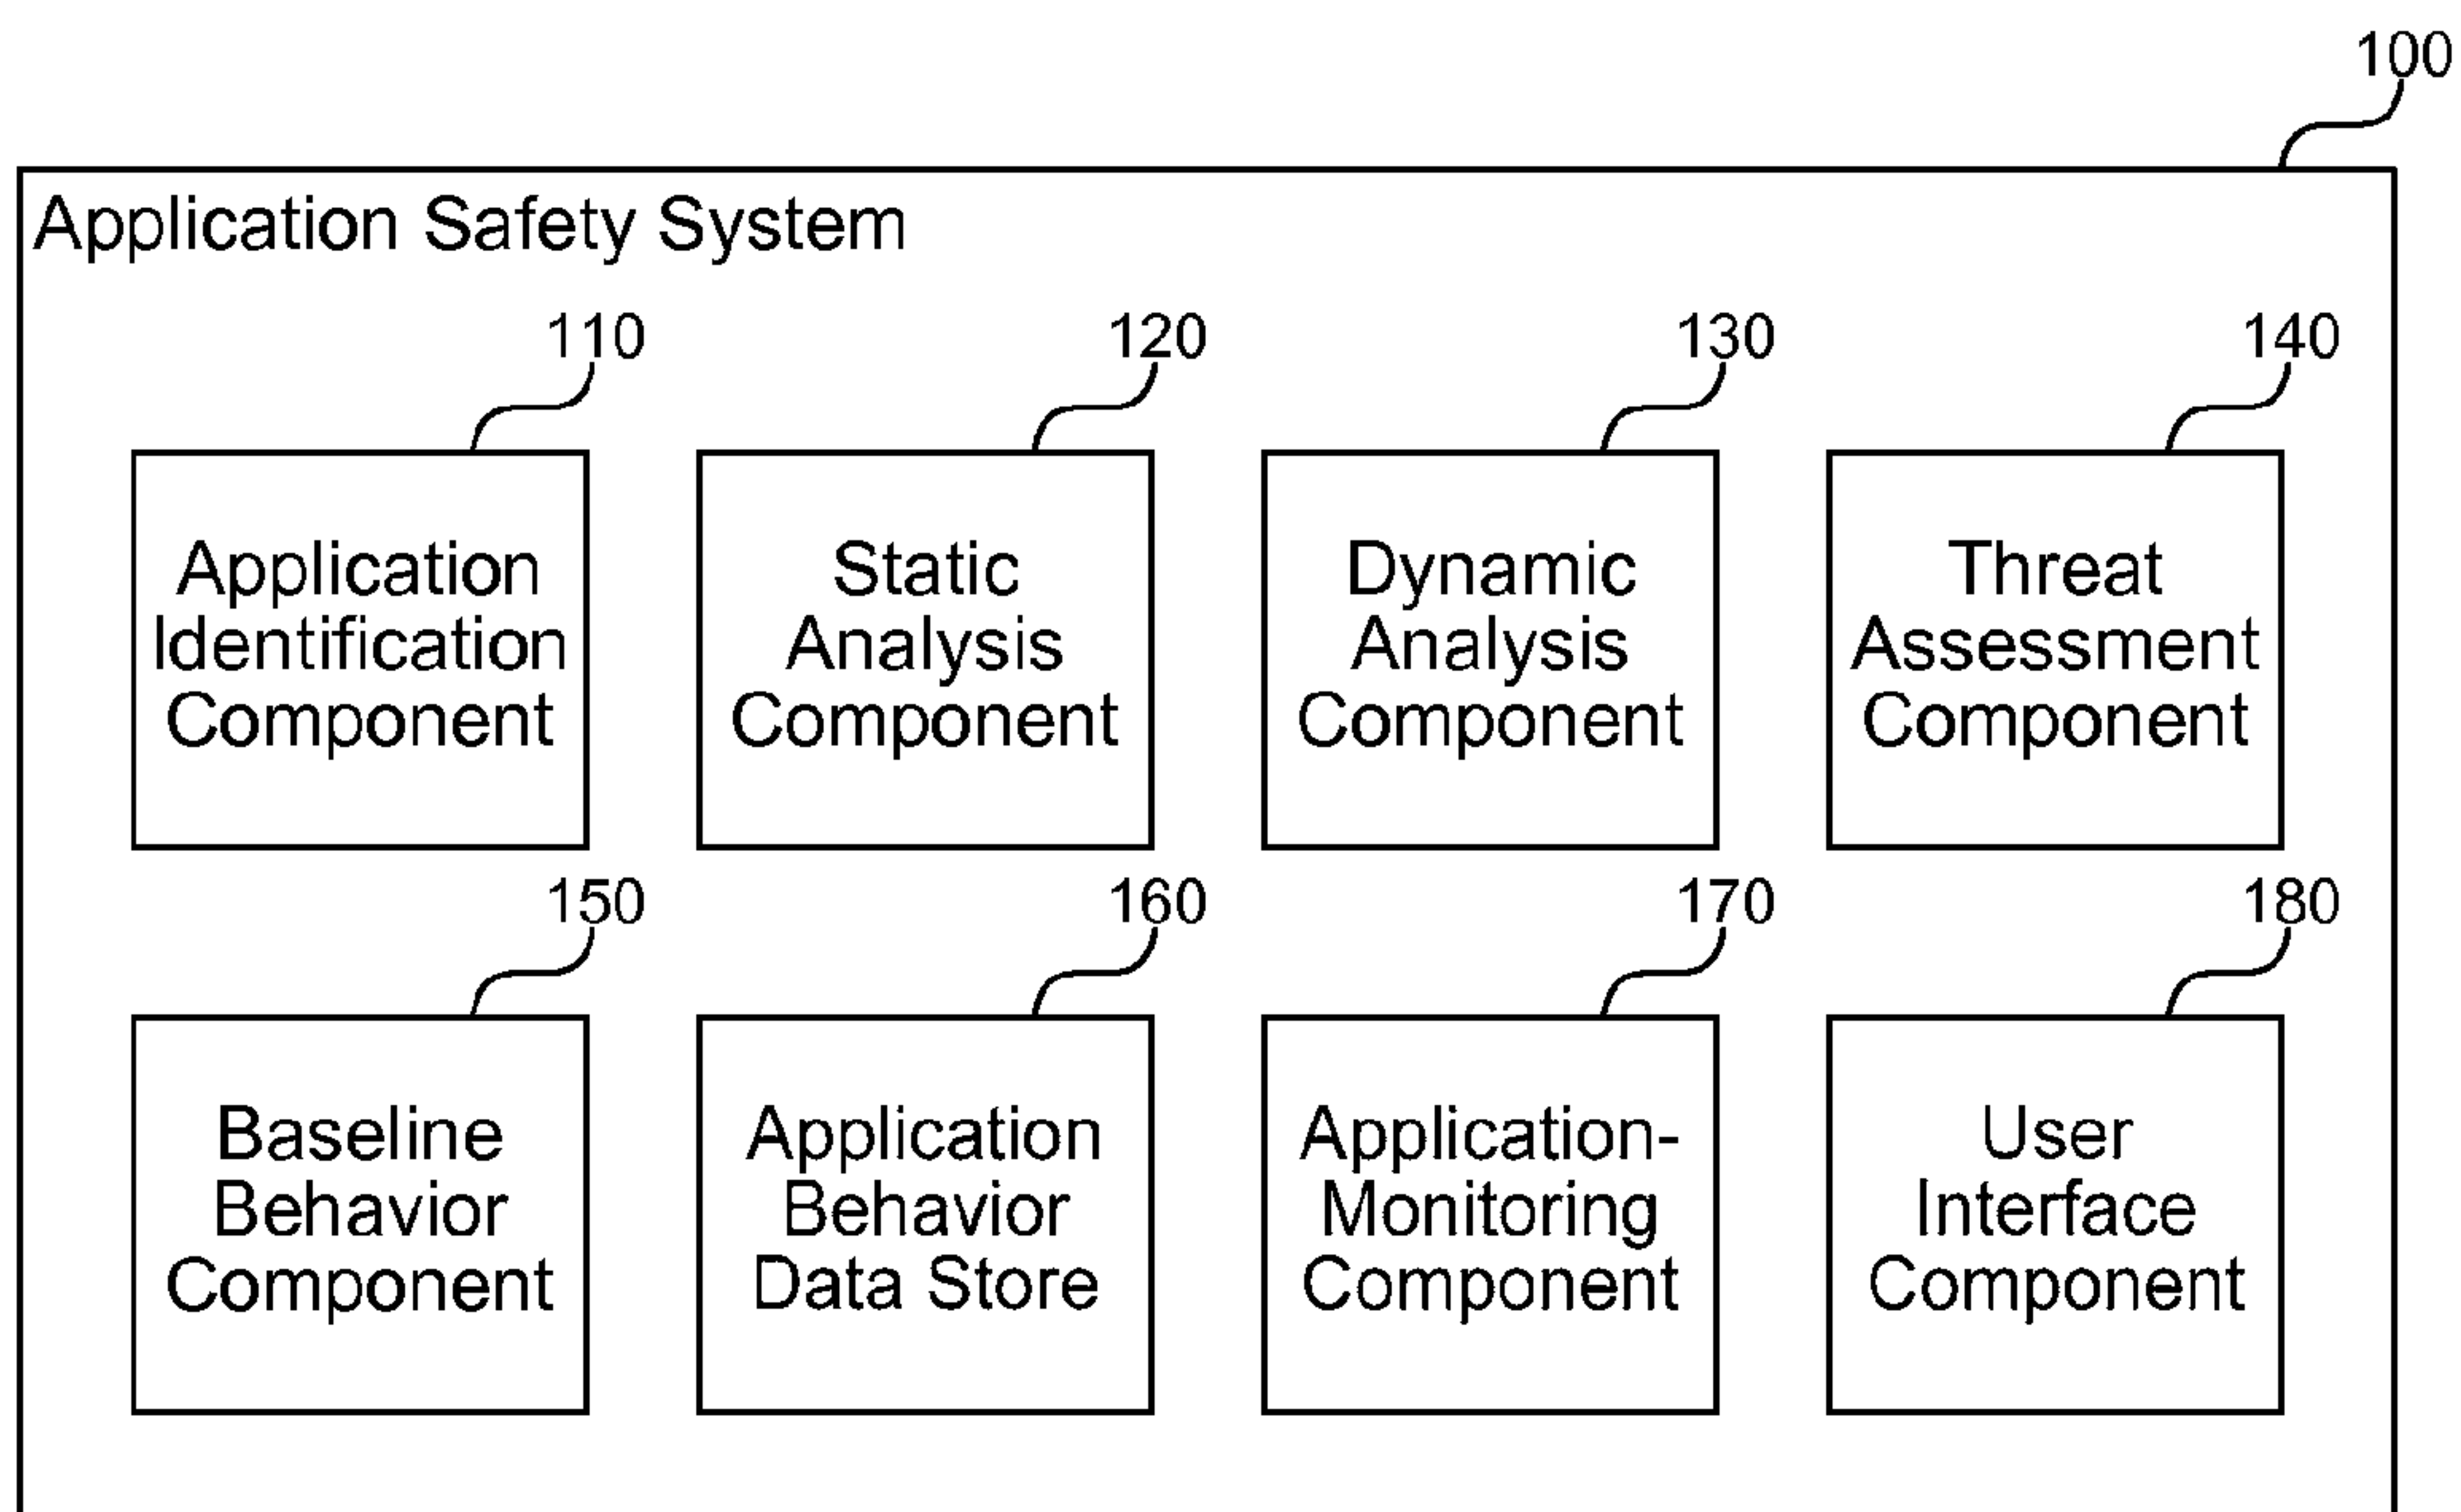 100
Application Safety System
110
120
130
140
Application
Identification
Component
Static
Analysis
Component
Dynamic
Analysis
Component
Threat
Assessment
Component
150
160
170
180
Baseline
Behavior
Component
Application
Behavior
Data Store
Application-
Monitoring
Component
User
Interface
Component